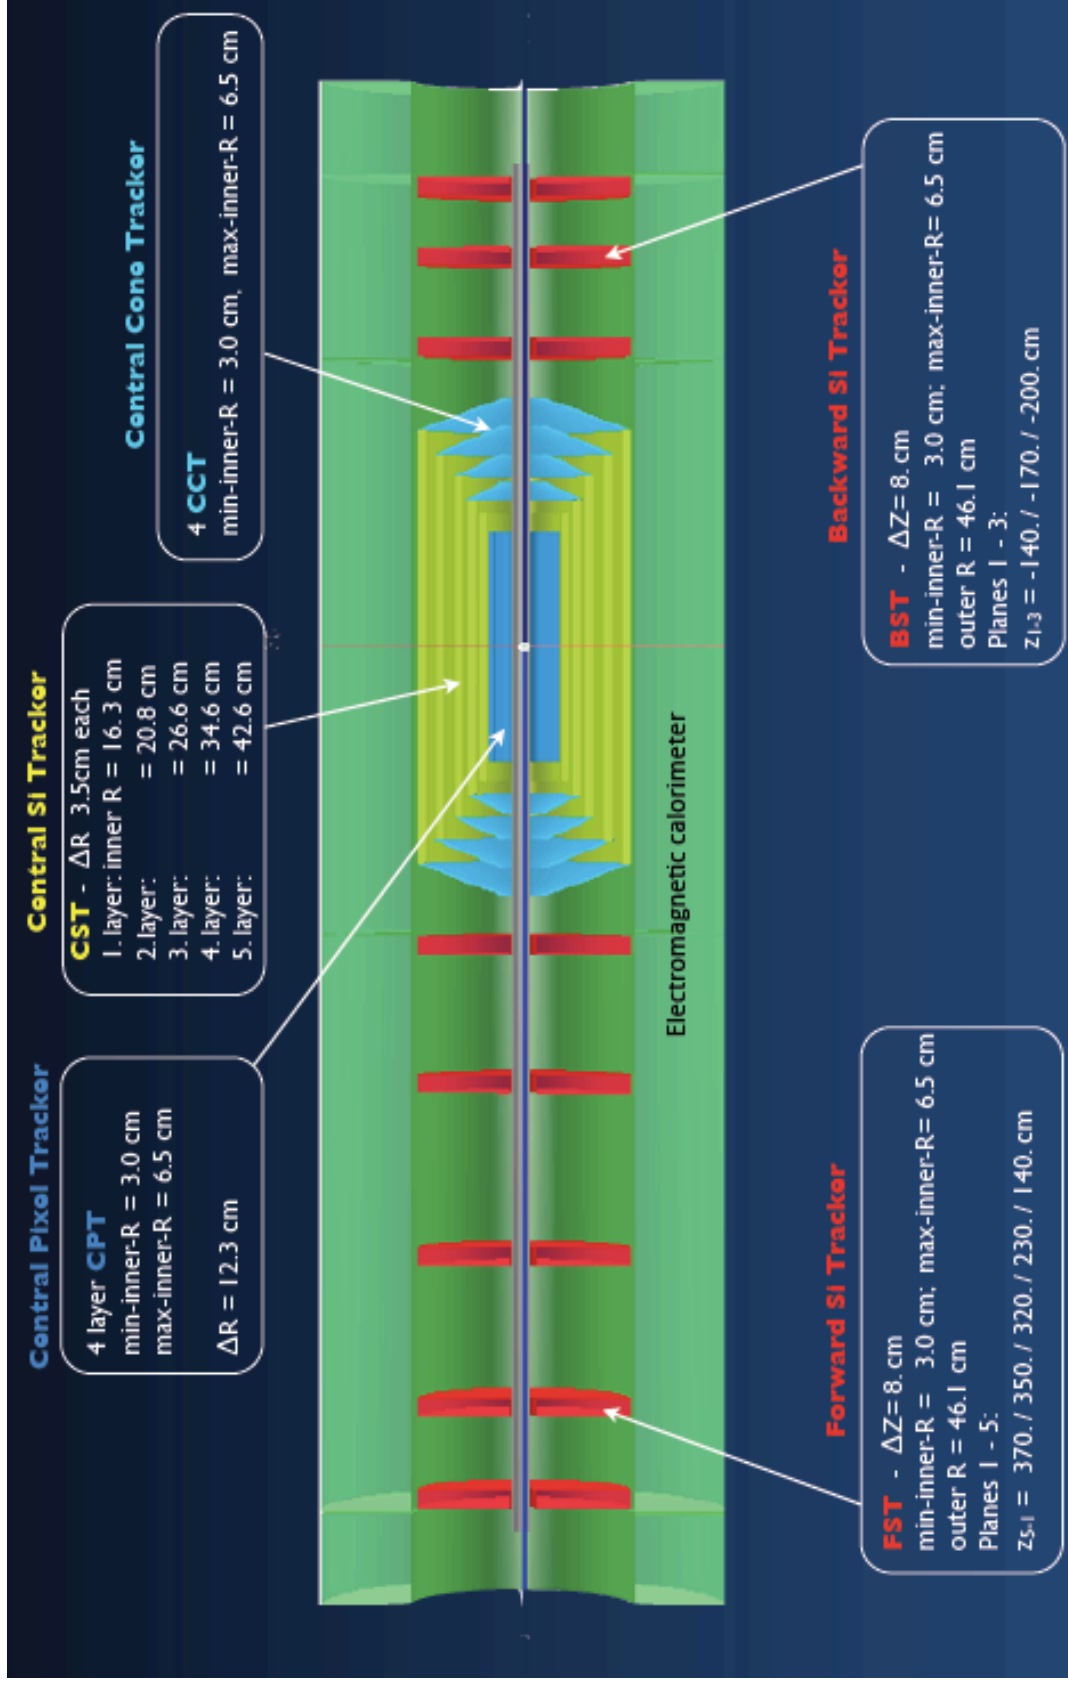 Central Pixel Tracker
4 layer CPT
min-inner-R = 3.0 cm
max-inner-R = 6.5 cm
ΔR = 12.3 cm
Central Si Tracker
CST - ΔR 3.5cm each
1. layer: inner R = 16.3 cm
2. layer: = 20.8 cm
3. layer: = 26.6 cm
4. layer: = 34.6 cm
5. layer: = 42.6 cm
Central Cone Tracker
4 CCT
min-inner-R = 3.0 cm, max-inner-R = 6.5 cm
Electromagnetic calorimeter
Forward Si Tracker
FST - ΔZ= 8. cm
min-inner-R = 3.0 cm; max-inner-R= 6.5 cm
outer R = 46.1 cm
Planes 1 - 5:
z5-1 = 370. / 350. / 320. / 230. / 140. cm
Backward Si Tracker
BST - ΔZ= 8. cm
min-inner-R = 3.0 cm; max-inner-R= 6.5 cm
outer R = 46.1 cm
Planes 1 - 3:
z1-3 = -140. / -170. / -200. cm